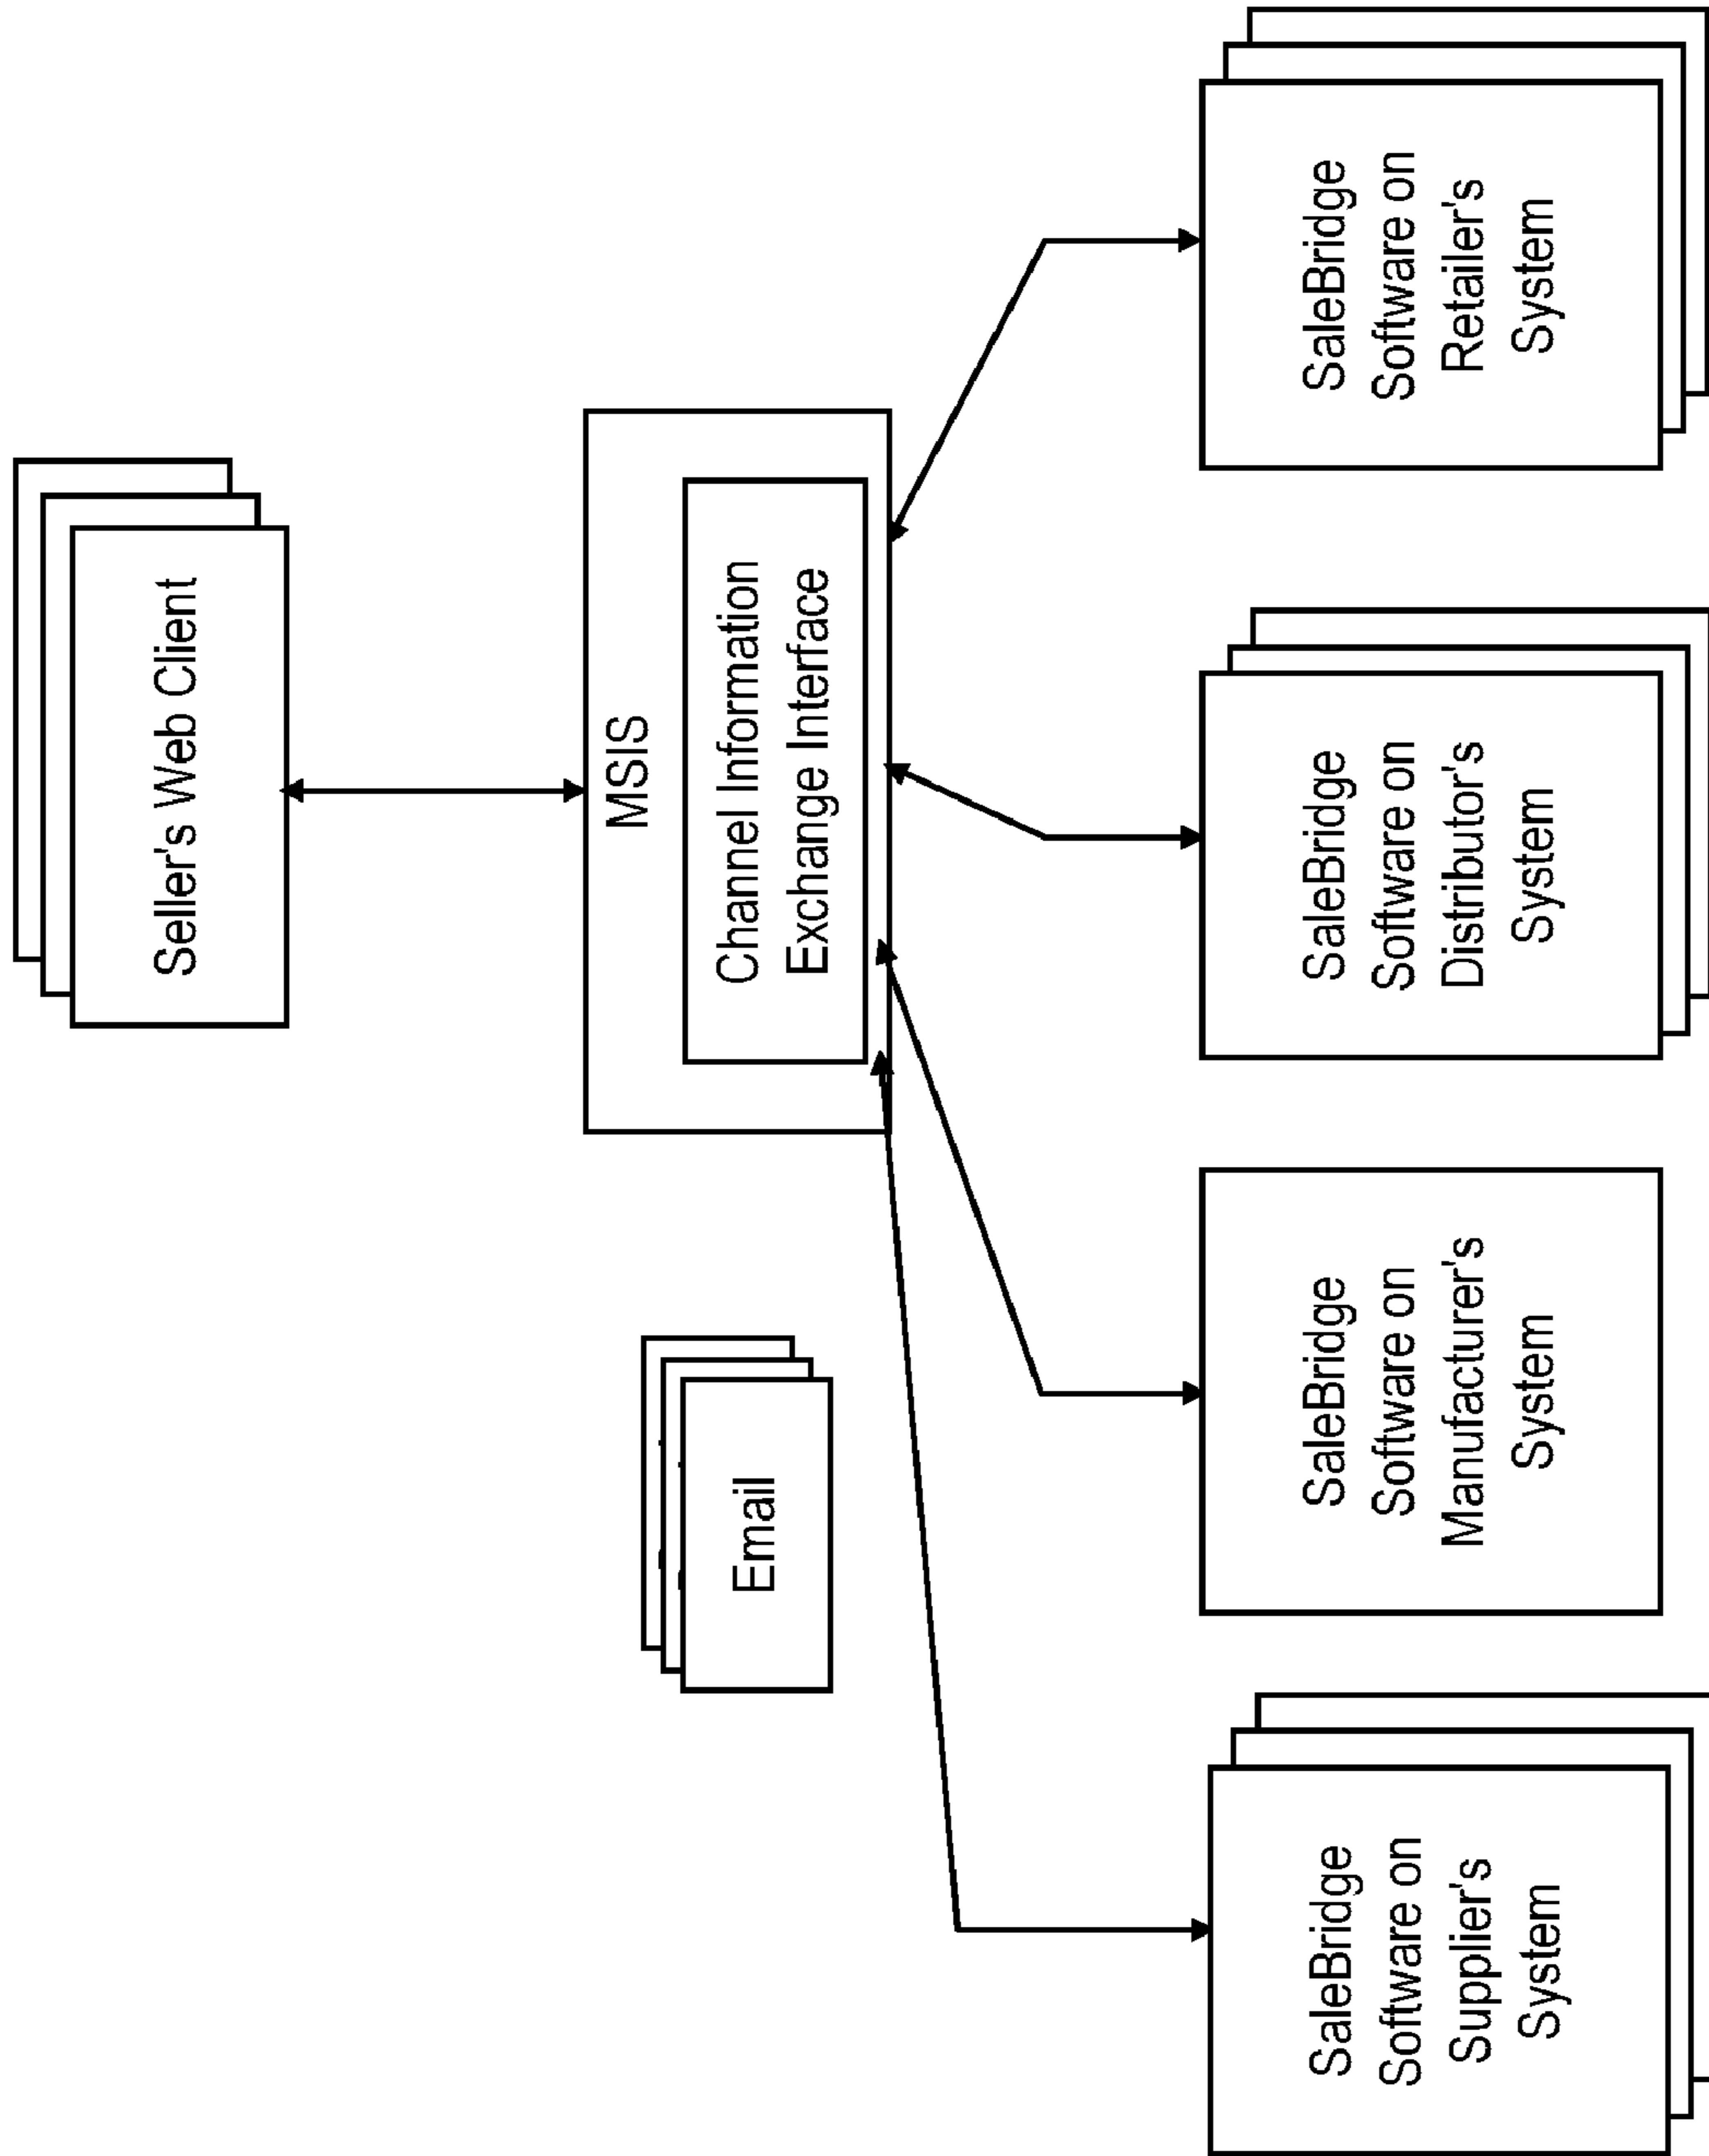 Seller's Web Client
MSIS
Channel Information
Exchange Interface
Email
SaleBridge
Software on
Supplier's
System
SaleBridge
Software on
Manufacturer's
System
SaleBridge
Software on
Distributor's
System
SaleBridge
Software on
Retailer's
System